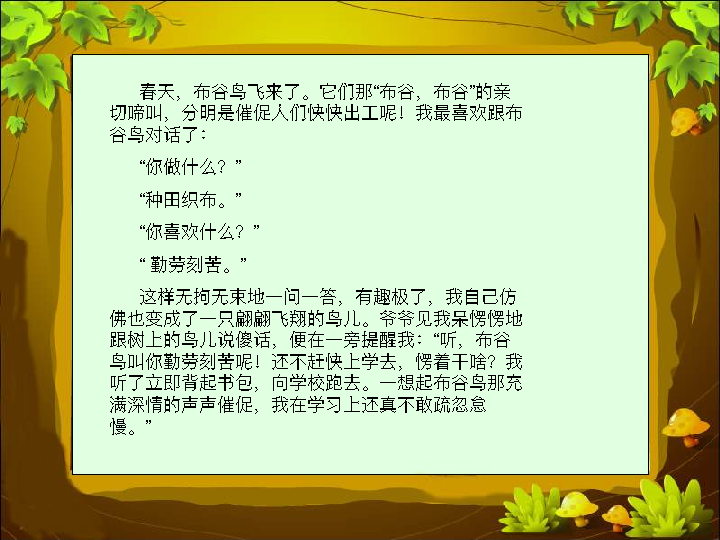 春天，布谷鸟飞来了。它们那“布谷，布谷”的亲
切啼叫，分明是催促人们快快出工呢！我最喜欢跟布
谷鸟对话了：
“你做什么？”
“种田织布。”
“你喜欢什么？”
“ 勤劳刻苦。”
这样无拘无束地一问一答，有趣极了，我自己仿
佛也变成了一只翩翩飞翔的鸟儿。爷爷见我呆愣愣地
跟树上的鸟儿说傻话，便在一旁提醒我：“听，布谷
鸟叫你勤劳刻苦呢！还不赶快上学去，愣着干啥？我
听了立即背起书包，向学校跑去。一想起布谷鸟那充
满深情的声声催促，我在学习上还真不敢疏忽怠
慢。”